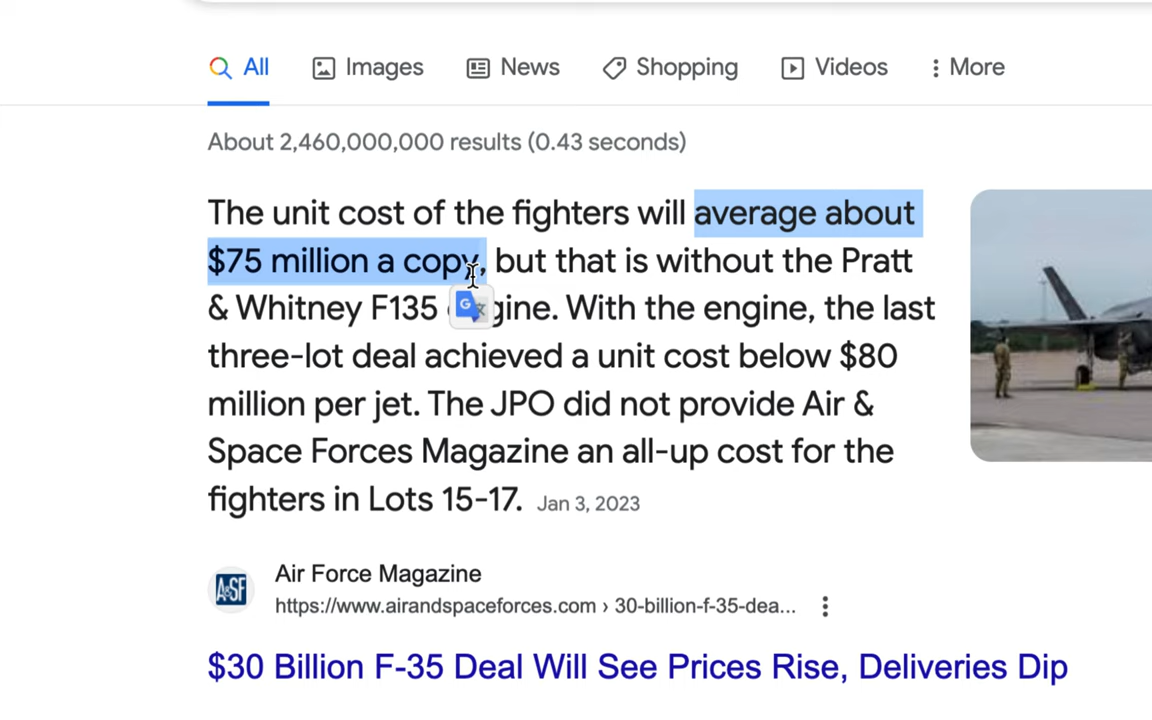 All Images News Shopping Videos More
About 2,460,000,000 results (0.43 seconds)
The unit cost of the fighters will average about
$75 million a copy, but that is without the Pratt
& Whitney F135 engine. With the engine, the last
three-lot deal achieved a unit cost below $80
million per jet. The JPO did not provide Air &
Space Forces Magazine an all-up cost for the
fighters in Lots 15-17. Jan 3, 2023
A&SF
Air Force Magazine
https://www.airandspaceforces.com › 30-billion-f-35-dea...
$30 Billion F-35 Deal Will See Prices Rise, Deliveries Dip